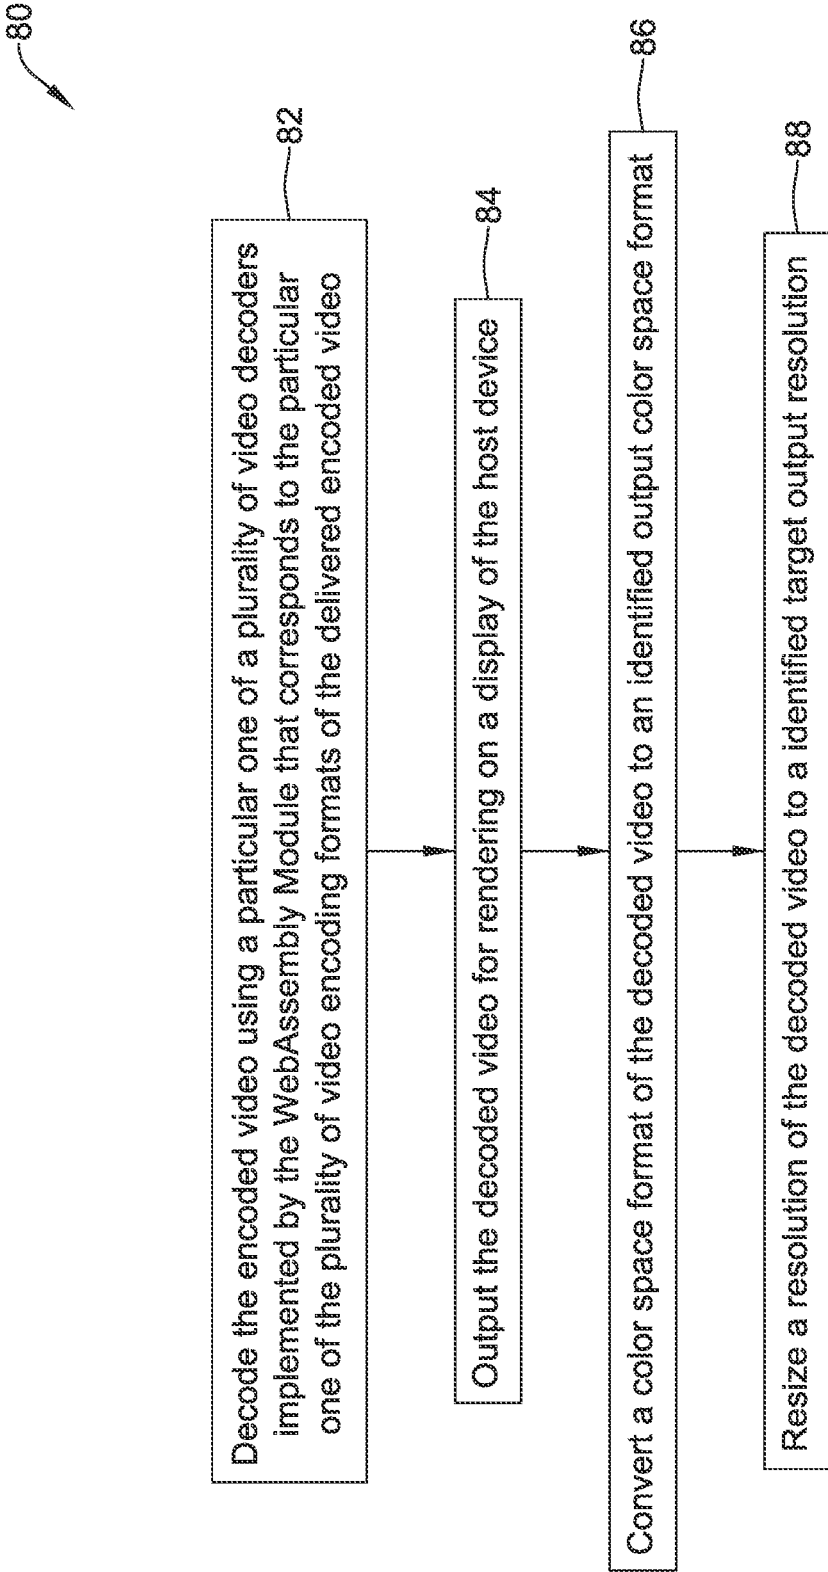 80
Decode the encoded video using a particular one of a plurality of video decoders
implemented by the WebAssembly Module that corresponds to the particular
one of the plurality of video encoding formats of the delivered encoded video
82
Output the decoded video for rendering on a display of the host device
84
Convert a color space format of the decoded video to an identified output color space format
86
Resize a resolution of the decoded video to a identified target output resolution
88